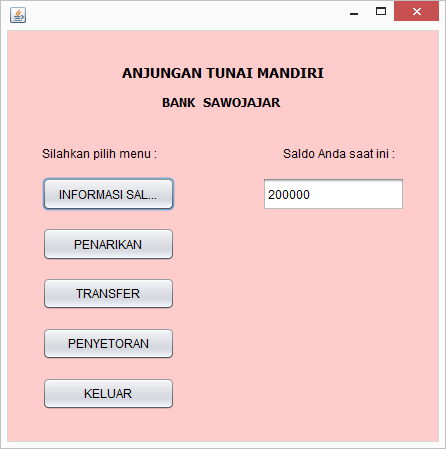 ANJUNGAN TUNAI MANDIRI
BANK SAWOJAJAR
Silahkan pilih menu :
Saldo Anda saat ini :
INFORMASI SAL...
200000
PENARIKAN
TRANSFER
PENYETORAN
KELUAR